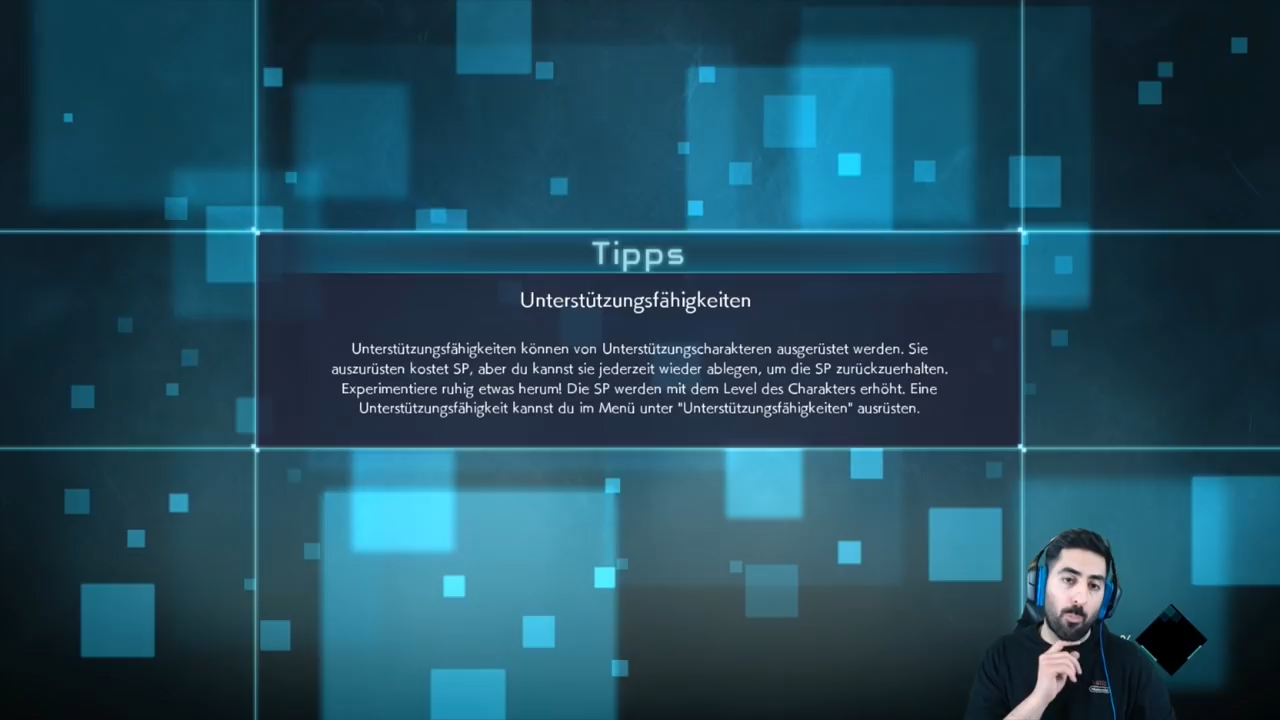 Tipps
Unterstützungsfähigkeiten
Unterstützungsfähigkeiten können von Unterstützungscharakteren ausgerüstet werden. Sie
auszurüsten kostet SP, aber du kannst sie jederzeit wieder ablegen, um die SP zurückzuerhalten.
Experimentiere ruhig etwas herum! Die SP werden mit dem Level des Charakters erhöht. Eine
Unterstützungsfähigkeit kannst du im Menü unter "Unterstützungsfähigkeiten" ausrüsten.